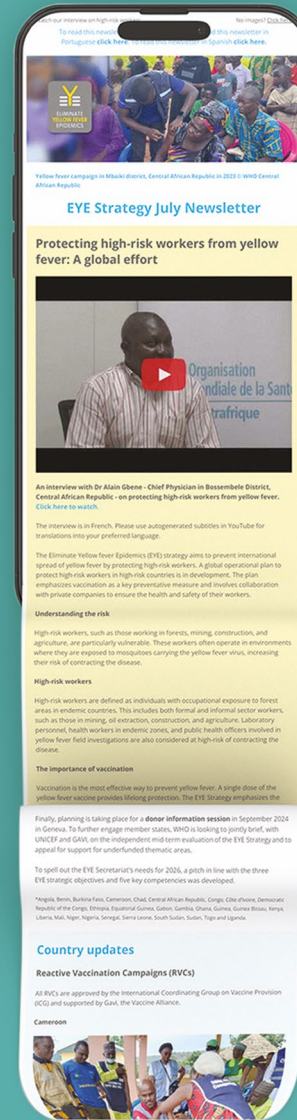 our interview on high-risk
No images? Click here
To read this newsle
d this newsletter in
Portuguese click here. To read this newsletter in Spanish click here.
ELIMINATE
YELLOW FEVER
EPIDEMICS
Yellow fever campaign in Mbaiki district, Central African Republic in 2023 © WHO Central
African Republic
EYE Strategy July Newsletter
Protecting high-risk workers from yellow
fever: A global effort
Organisation
ndiale de la Sant
trafrique
An interview with Dr Alain Gbene - Chief Physician in Bossembele District,
Central African Republic - on protecting high-risk workers from yellow fever.
Click here to watch.
The interview is in French. Please use autogenerated subtitles in YouTube for
translations into your preferred language.
The Eliminate Yellow fever Epidemics (EYE) strategy aims to prevent international
spread of yellow fever by protecting high-risk workers. A global operational plan to
protect high-risk workers in high-risk countries is in development. The plan
emphasizes vaccination as a key preventative measure and involves collaboration
with private companies to ensure the health and safety of their workers.
Understanding the risk
High-risk workers, such as those working in forests, mining, construction, and
agriculture, are particularly vulnerable. These workers often operate in environments
where they are exposed to mosquitoes carrying the yellow fever virus, increasing
their risk of contracting the disease.
High-risk workers
High-risk workers are defined as individuals with occupational exposure to forest
areas in endemic countries. This includes both formal and informal sector workers,
such as those in mining, oil extraction, construction, and agriculture. Laboratory
personnel, health workers in endemic zones, and public health officers involved in
yellow fever field investigations are also considered at high-risk of contracting the
disease.
The importance of vaccination
Vaccination is the most effective way to prevent yellow fever. A single dose of the
yellow fever vaccine provides lifelong protection. The EYE Strategy emphasizes the
Finally, planning is taking place for a donor information session in September 2024
in Geneva. To further engage member states, WHO is looking to jointly brief, with
UNICEF and GAVI, on the independent mid-term evaluation of the EYE Strategy and to
appeal for support for underfunded thematic areas.
To spell out the EYE Secretariat's needs for 2026, a pitch in line with the three
EYE strategic objectives and five key competencies was developed.
*Angola, Benin, Burkina Faso, Cameroon, Chad, Central African Republic, Congo, Côte d'Ivoire, Democratic
Republic of the Congo, Ethiopia, Equatorial Guinea, Gabon, Gambia, Ghana, Guinea, Guinea Bissau, Kenya,
Liberia, Mali, Niger, Nigeria, Senegal, Sierra Leone, South Sudan, Sudan, Togo and Uganda.
Country updates
Reactive Vaccination Campaigns (RVCs)
All RVCs are approved by the International Coordinating Group on Vaccine Provision
(ICG) and supported by Gavi, the Vaccine Alliance.
Cameroon